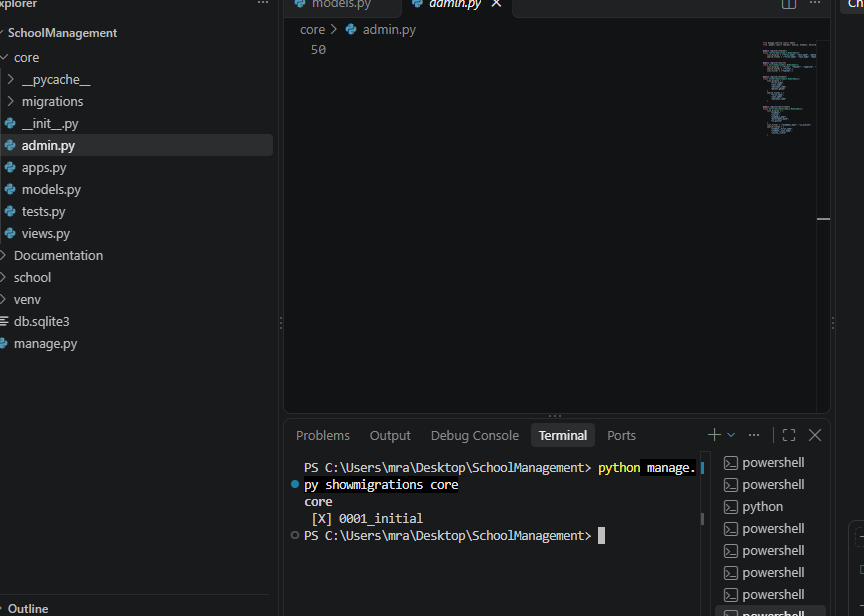 xplorer
SchoolManagement
core
__pycache__
migrations
__init__.py
admin.py
apps.py
models.py
tests.py
views.py
Documentation
school
venv
db.sqlite3
manage.py
Outline
models.py
admin.py
Ch
core > admin.py
50
Problems Output Debug Console Terminal Ports
PS C:\Users\mra\Desktop\SchoolManagement> python manage.
py showmigrations core
core
[X] 0001_initial
PS C:\Users\mra\Desktop\SchoolManagement>
powershell
powershell
python
powershell
powershell
powershell
powershell
powershell